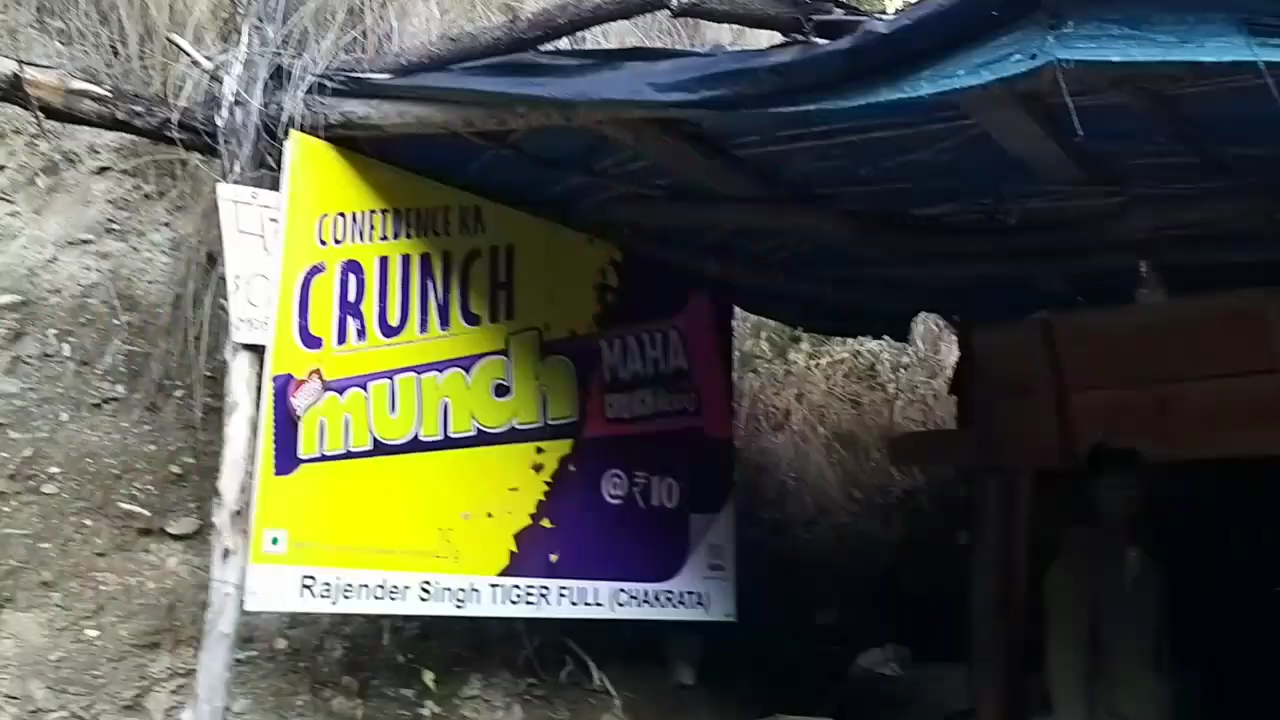 CONFIDENCE KA
CRUNCH
munch
MAHA
@₹10
Rajender Singh TIGER FULL (CHAKRATA)